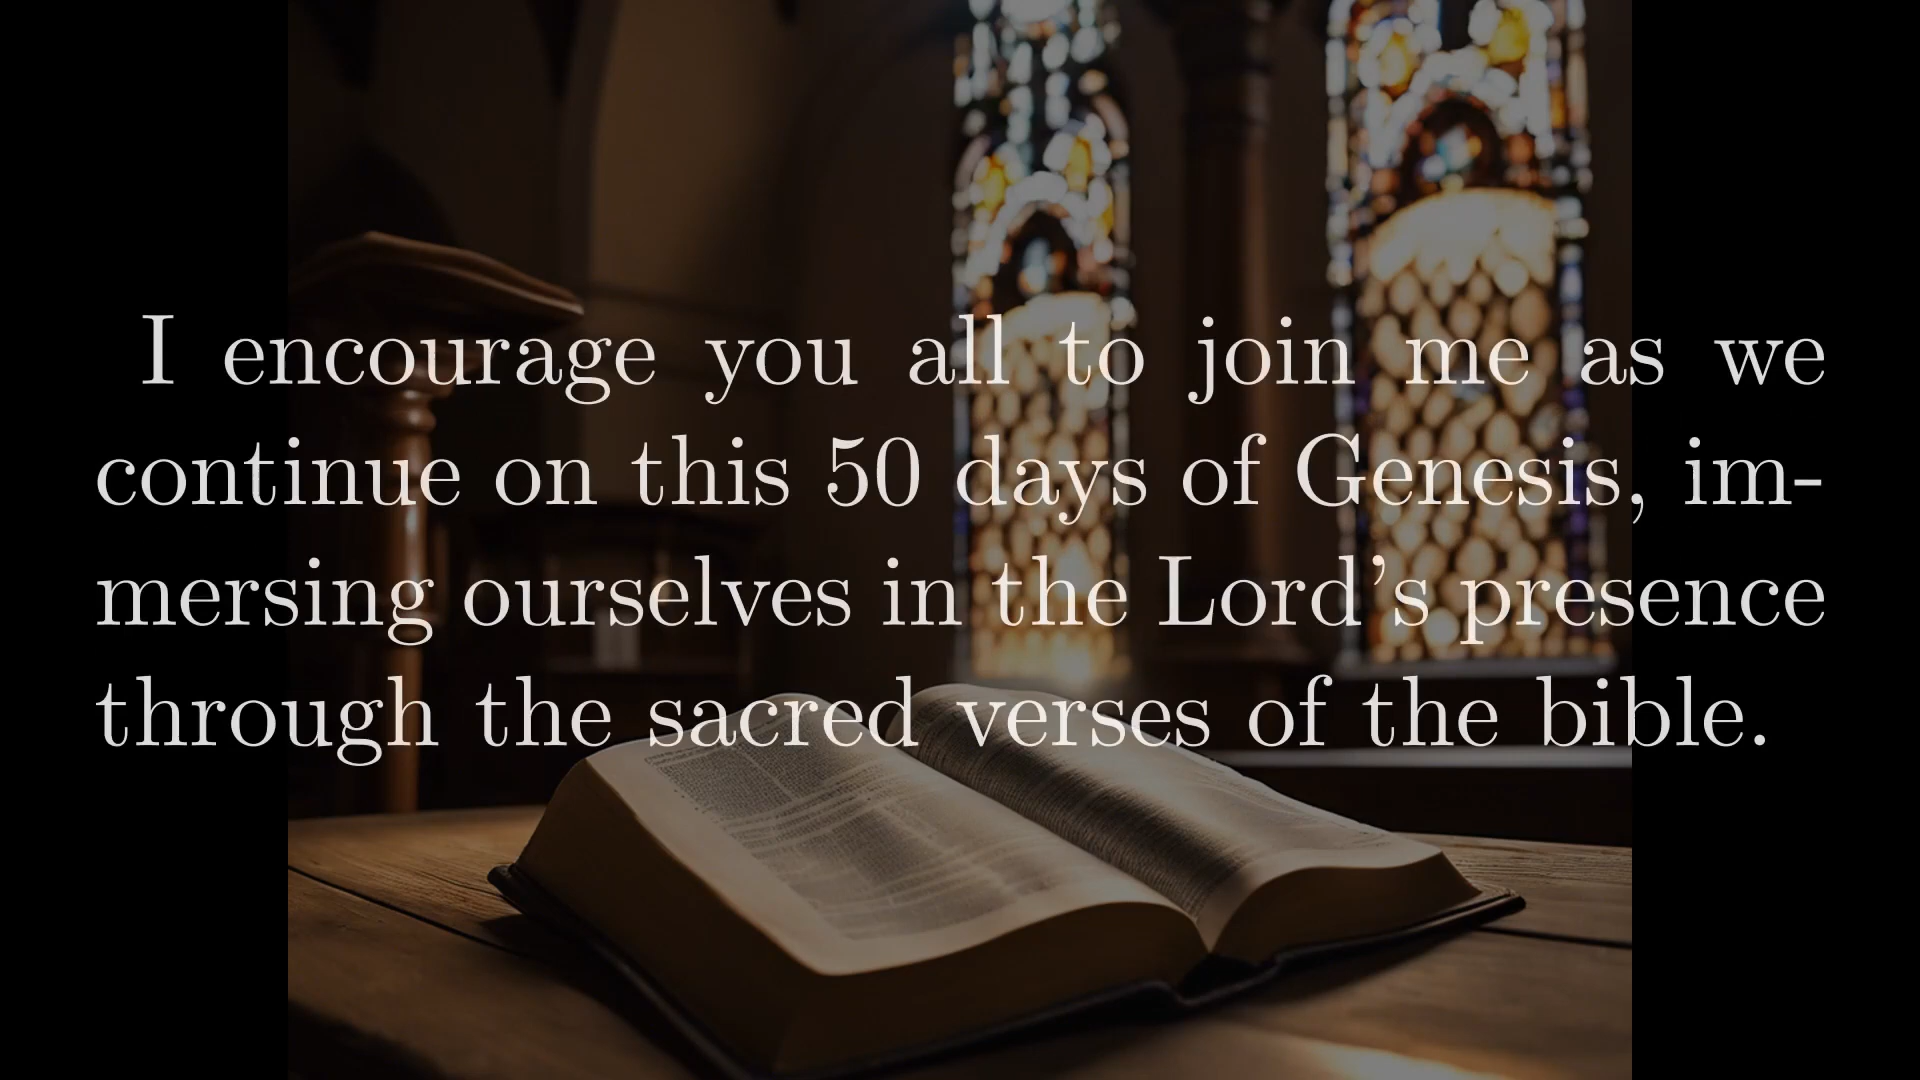 I encourage you all to join me as we
continue on this 50 days of Genesis, im-
mersing ourselves in the Lord's presence
through the sacred verses of the bible.